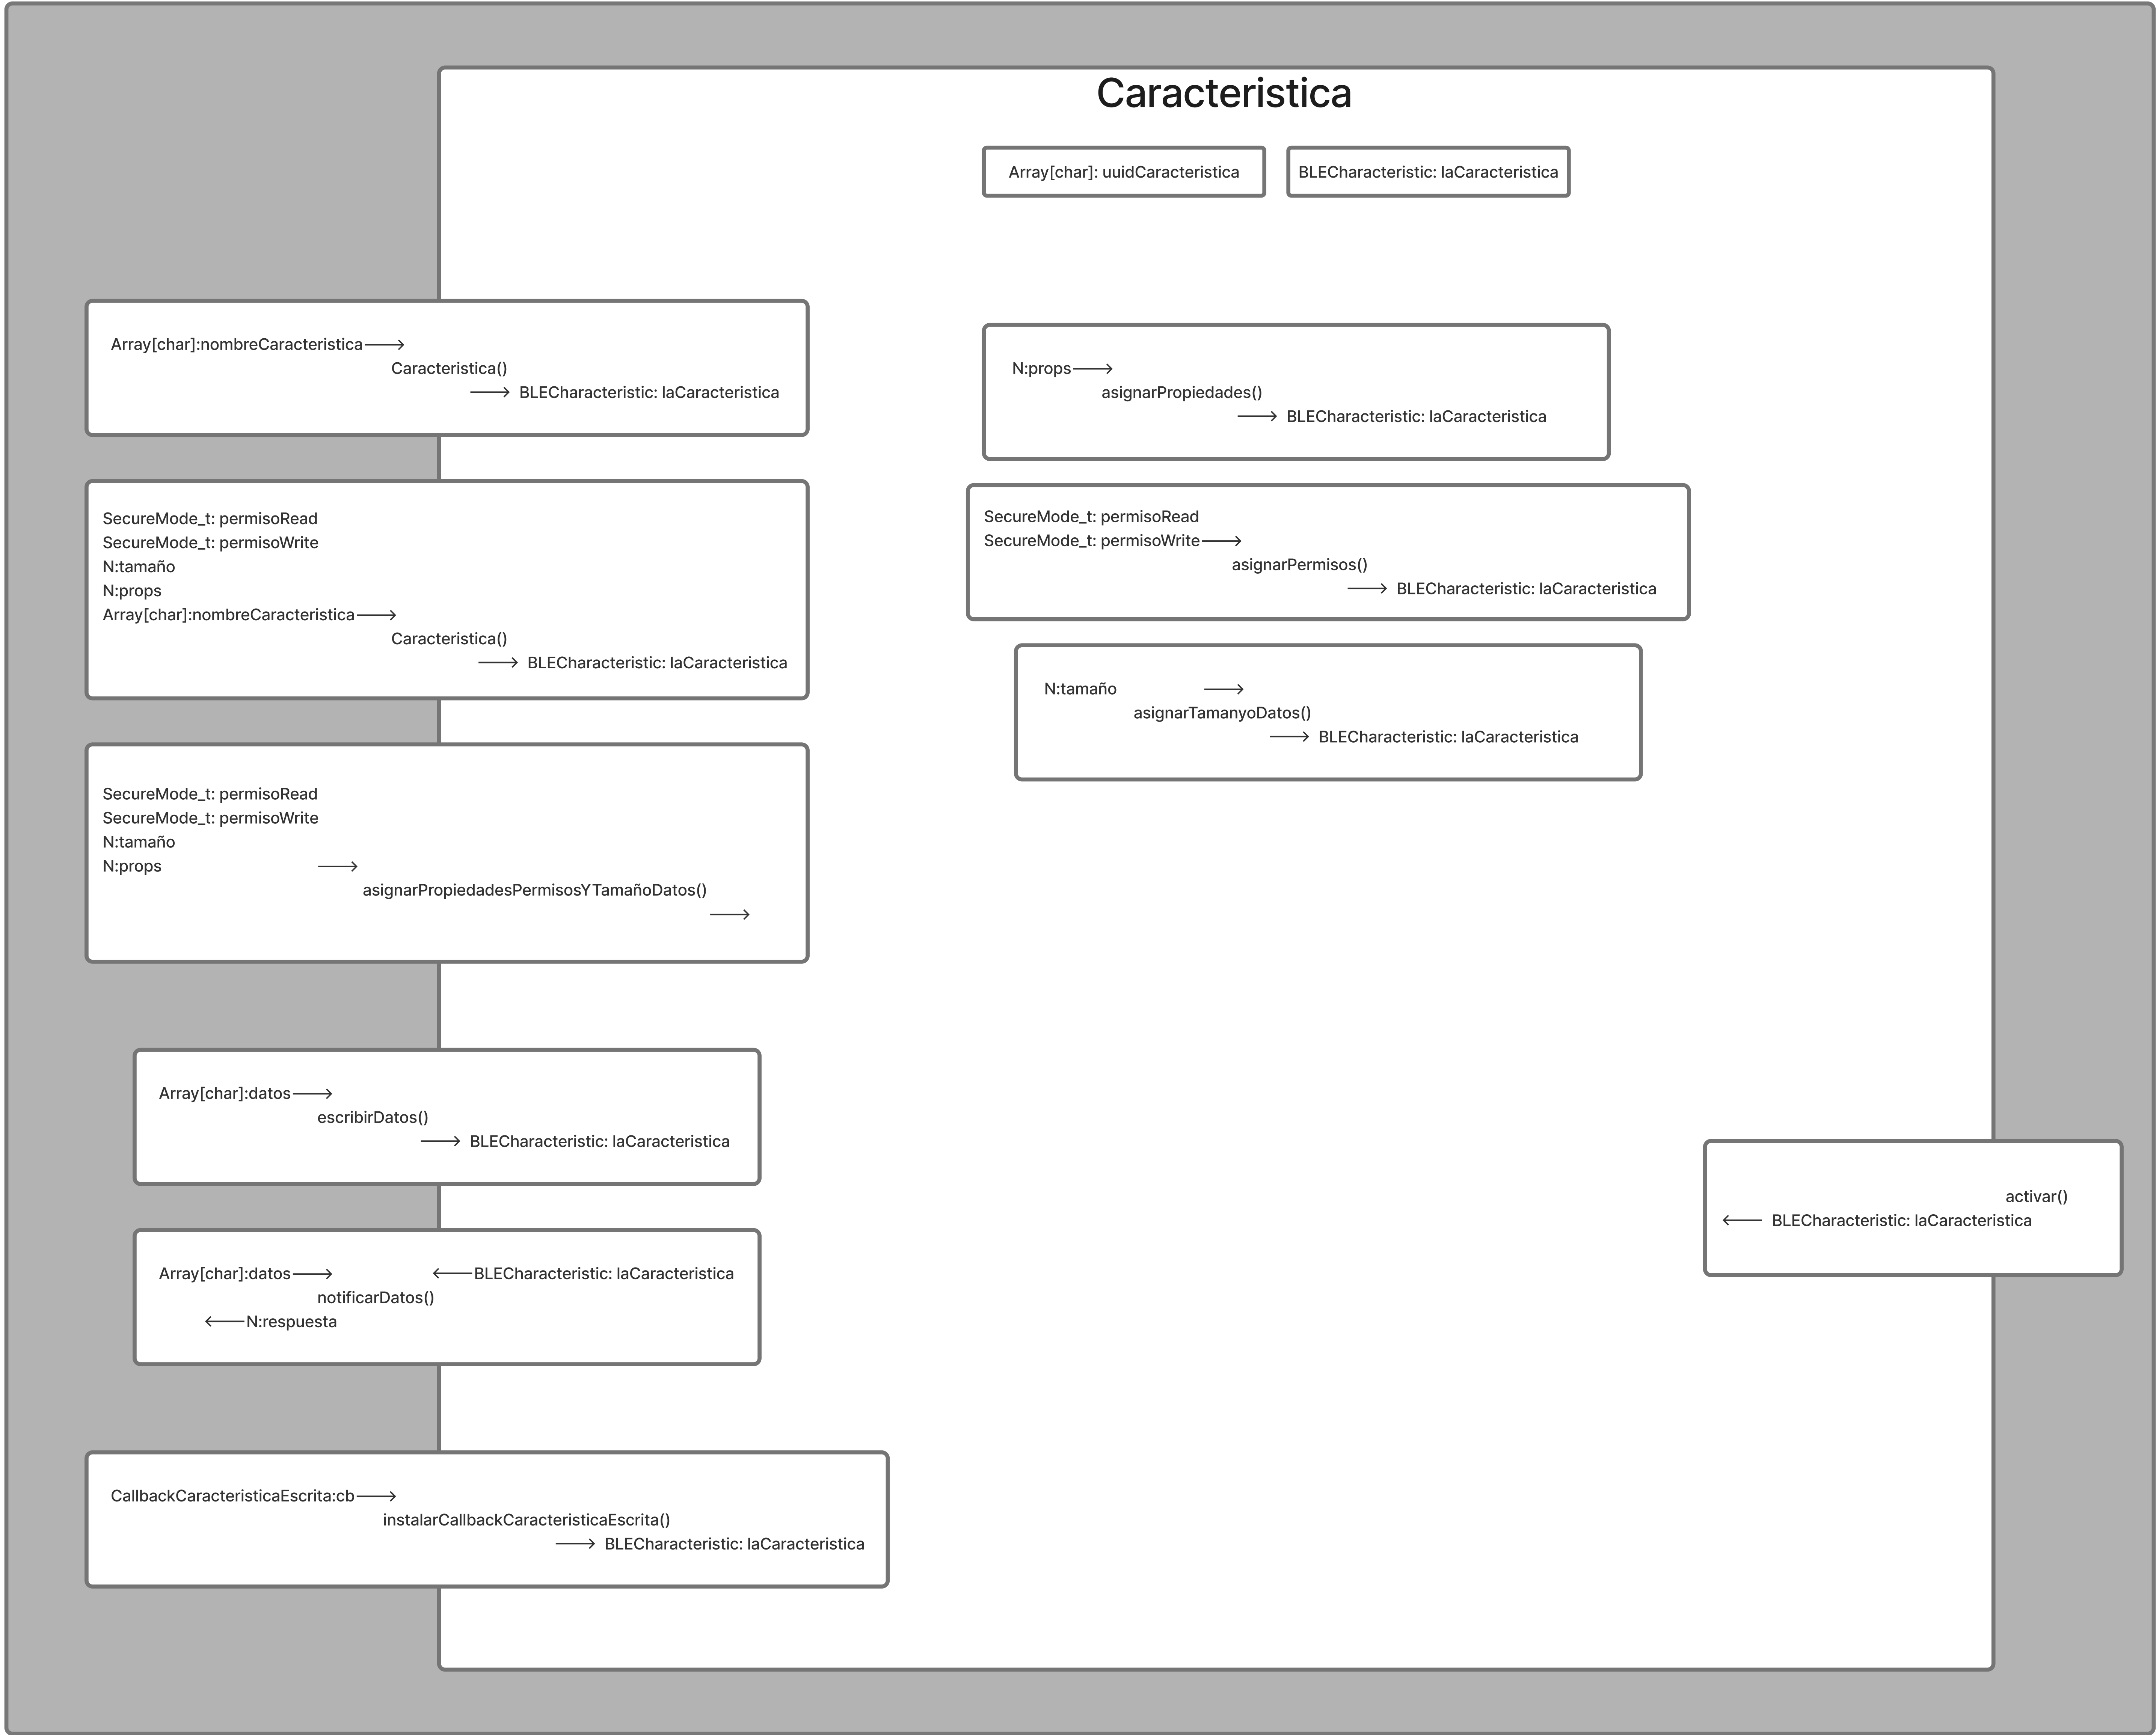 Caracteristica
Array[char]: uuidCaracteristica
BLECharacteristic: laCaracteristica
Array[char]:nombreCaracteristica
Caracteristica()
BLECharacteristic: laCaracteristica
SecureMode_t: permisoRead
SecureMode_t: permisoWrite
N:tamaño
N:props
Array[char]:nombreCaracteristica
Caracteristica()
BLECharacteristic: laCaracteristica
SecureMode_t: permisoRead
SecureMode_t: permisoWrite
N:tamaño
N:props
asignarPropiedadesPermisosYTamañoDatos()
Array[char]:datos
escribirDatos()
BLECharacteristic: laCaracteristica
Array[char]:datos
BLECharacteristic: laCaracteristica
notificarDatos()
N:respuesta
CallbackCaracteristicaEscrita:cb
instalarCallbackCaracteristicaEscrita()
BLECharacteristic: laCaracteristica
N:props
asignarPropiedades()
BLECharacteristic: laCaracteristica
SecureMode_t: permisoRead
SecureMode_t: permisoWrite
asignarPermisos()
BLECharacteristic: laCaracteristica
N:tamaño
asignarTamanyoDatos()
BLECharacteristic: laCaracteristica
activar()
BLECharacteristic: laCaracteristica